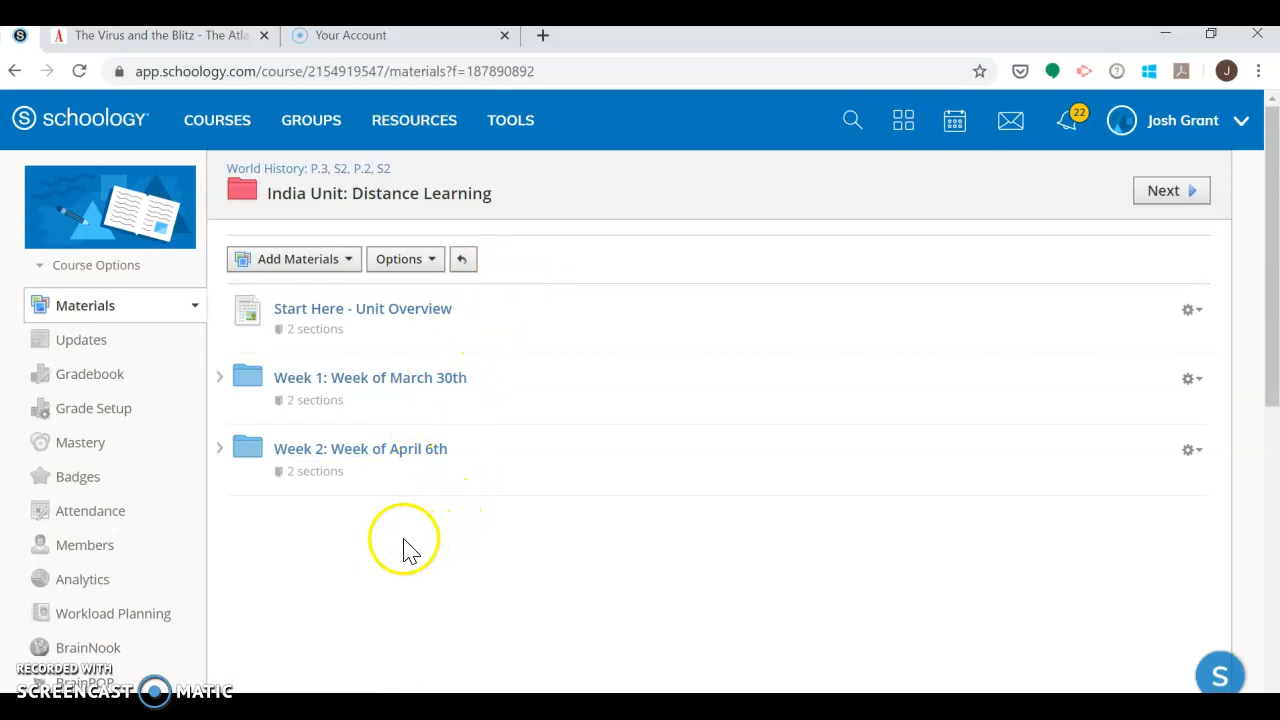 The Virus and the Blitz - The Atla
Your Account
app.schoology.com/course/2154919547/materials?f=187890892
J
S schoology
COURSES
GROUPS
RESOURCES
TOOLS
22
Josh Grant
World History: P.3, S2, P.2, S2
India Unit: Distance Learning
Next
Course Options
Add Materials
Options
Materials
Updates
Gradebook
Grade Setup
Mastery
Badges
Attendance
Members
Analytics
Workload Planning
BrainNook
BrainPOP
Start Here - Unit Overview
2 sections
Week 1: Week of March 30th
2 sections
Week 2: Week of April 6th
2 sections
S
RECORDED WITH
SCREENCAST MATIC